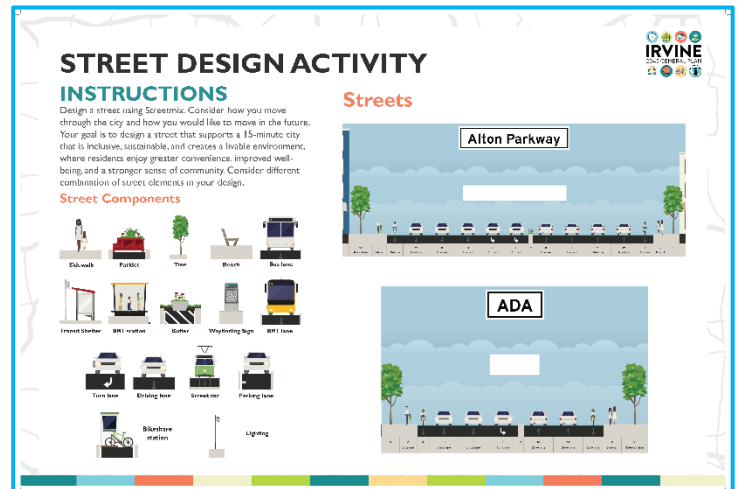 STREET DESIGN ACTIVITY
IRVINE
2045 GENERAL PLAN
INSTRUCTIONS
Design a street using Streetmix. Consider how you move
through the city and how you would like to move in the future.
Your goal is to design a street that supports a 15-minute city
that is inclusive, sustainable, and creates a livable environment,
where residents enjoy greater convenience, improved well-
being, and a stronger sense of community. Consider different
combination of street elements in your design.
Streets
Alton Parkway
Street Components
Sidewalk
Parklet
Tree
Bench
Bus lane
Transit Shelter
BRT station
Buffer
Wayfinding Sign
BRT lane
ADA
Turn lane
Driving lane
Streetcar
Parking lane
Bikeshare
station
Lighting